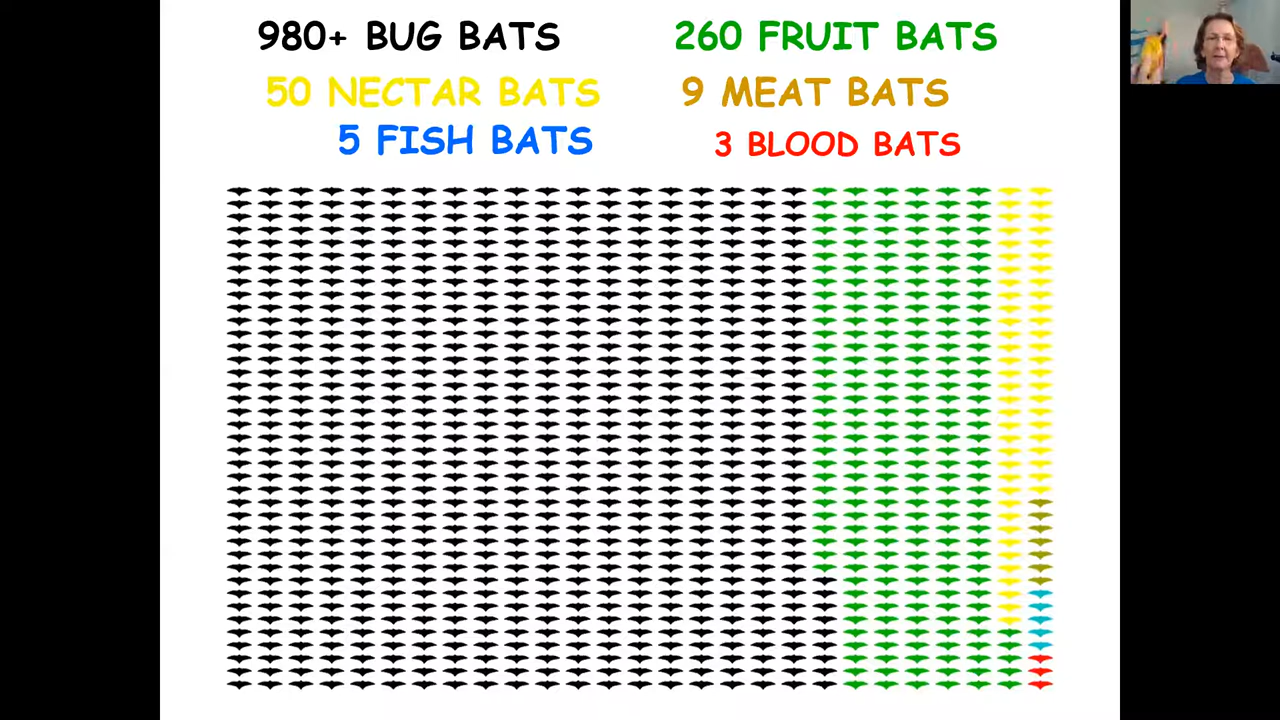 980+ BUG BATS
260 FRUIT BATS
50 NECTAR BATS
9 MEAT BATS
5 FISH BATS
3 BLOOD BATS